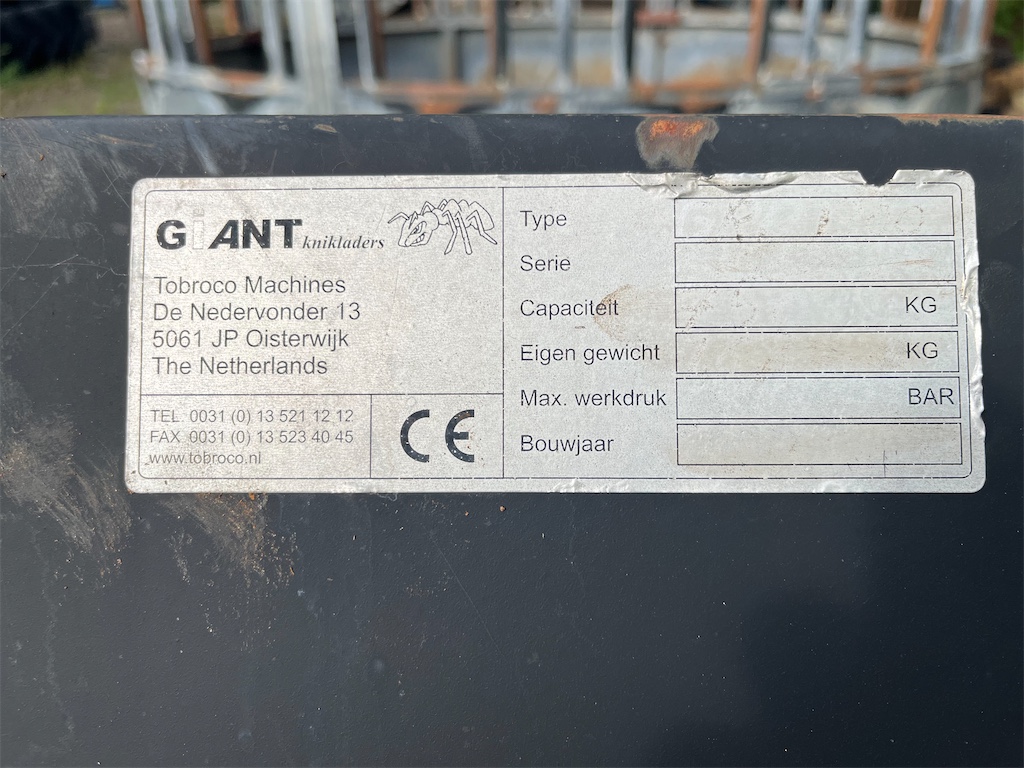 GiANT knikladers
Tobroco Machines
De Nedervonder 13
5061 JP Oisterwijk
The Netherlands
TEL. 0031 (0) 13 521 12 12
FAX 0031 (0) 13 523 40 45
www.tobroco.nl
CE
Type
Serie
Capaciteit KG
Eigen gewicht KG
Max. werkdruk BAR
Bouwjaar